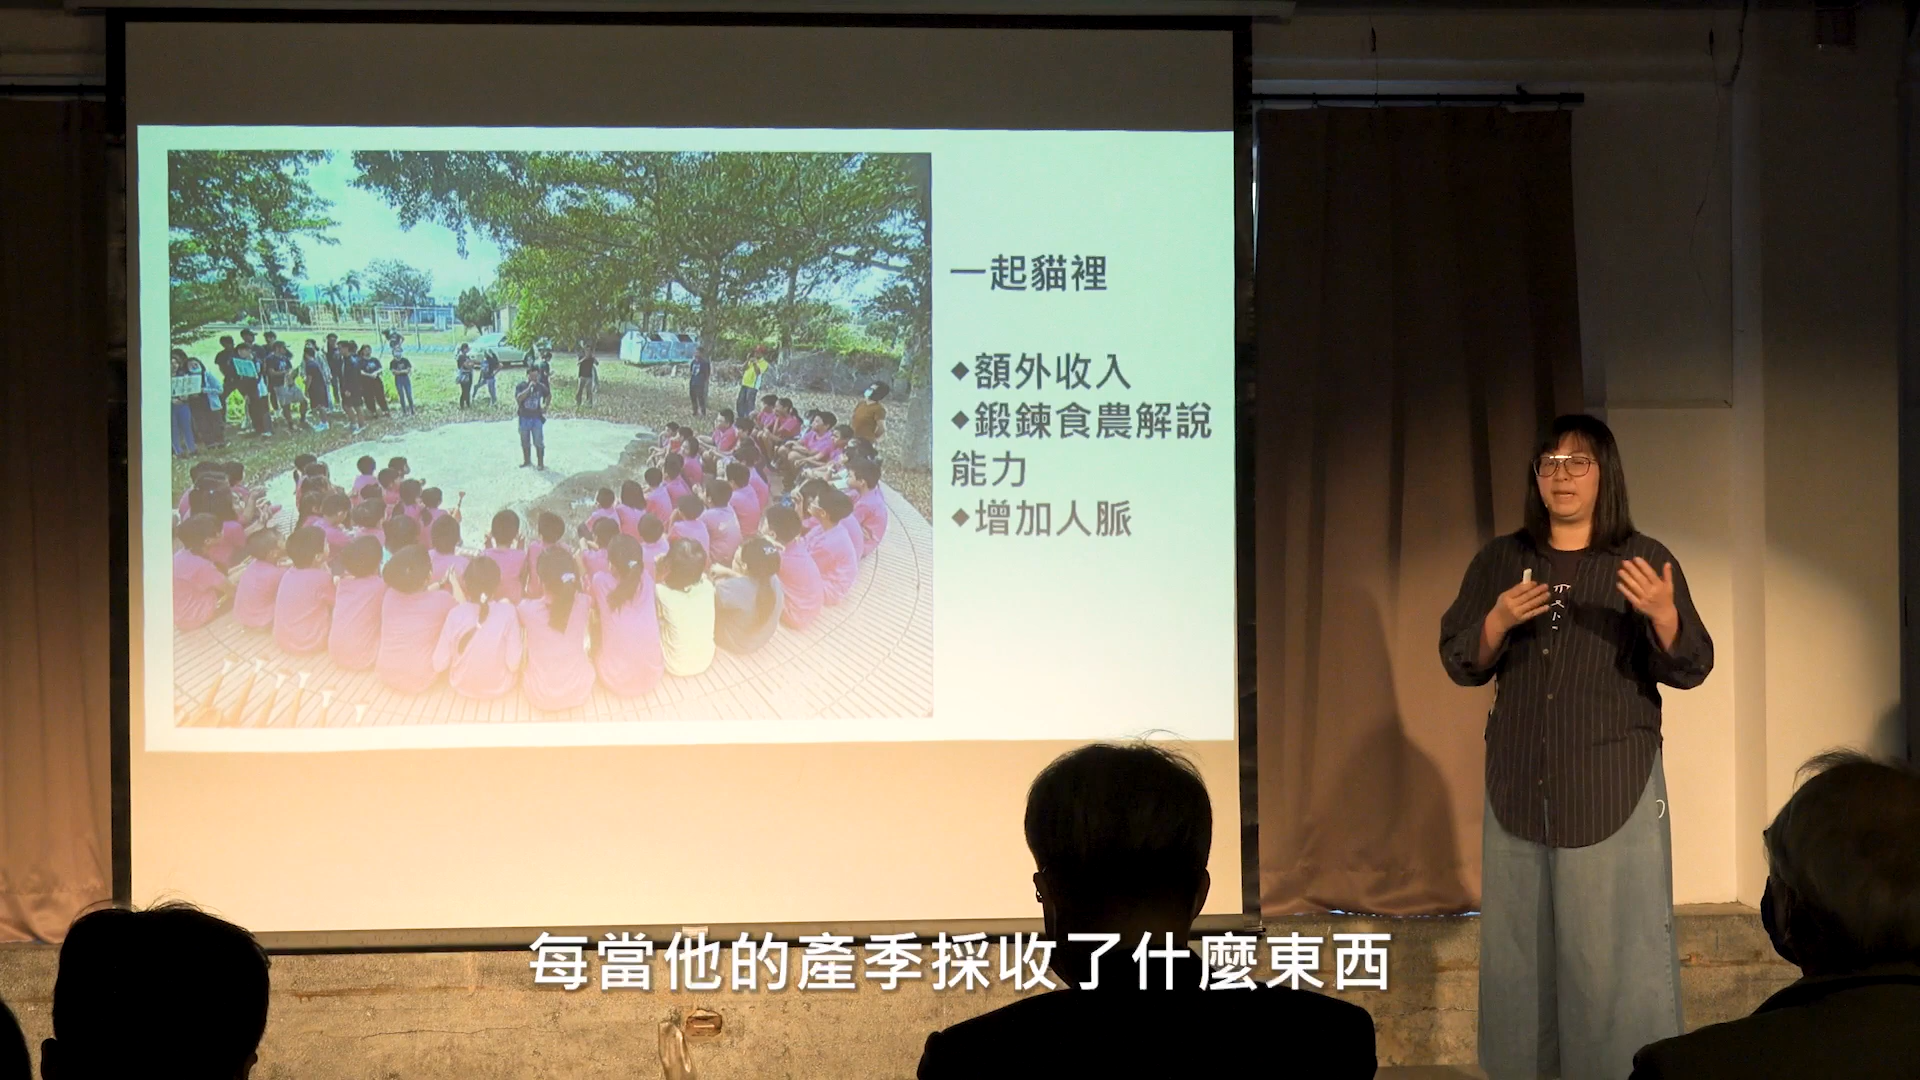 一起貓裡
◆額外收入
◆鍛鍊食農解說
能力
◆增加人脈
每當他的產季採收了什麼東西